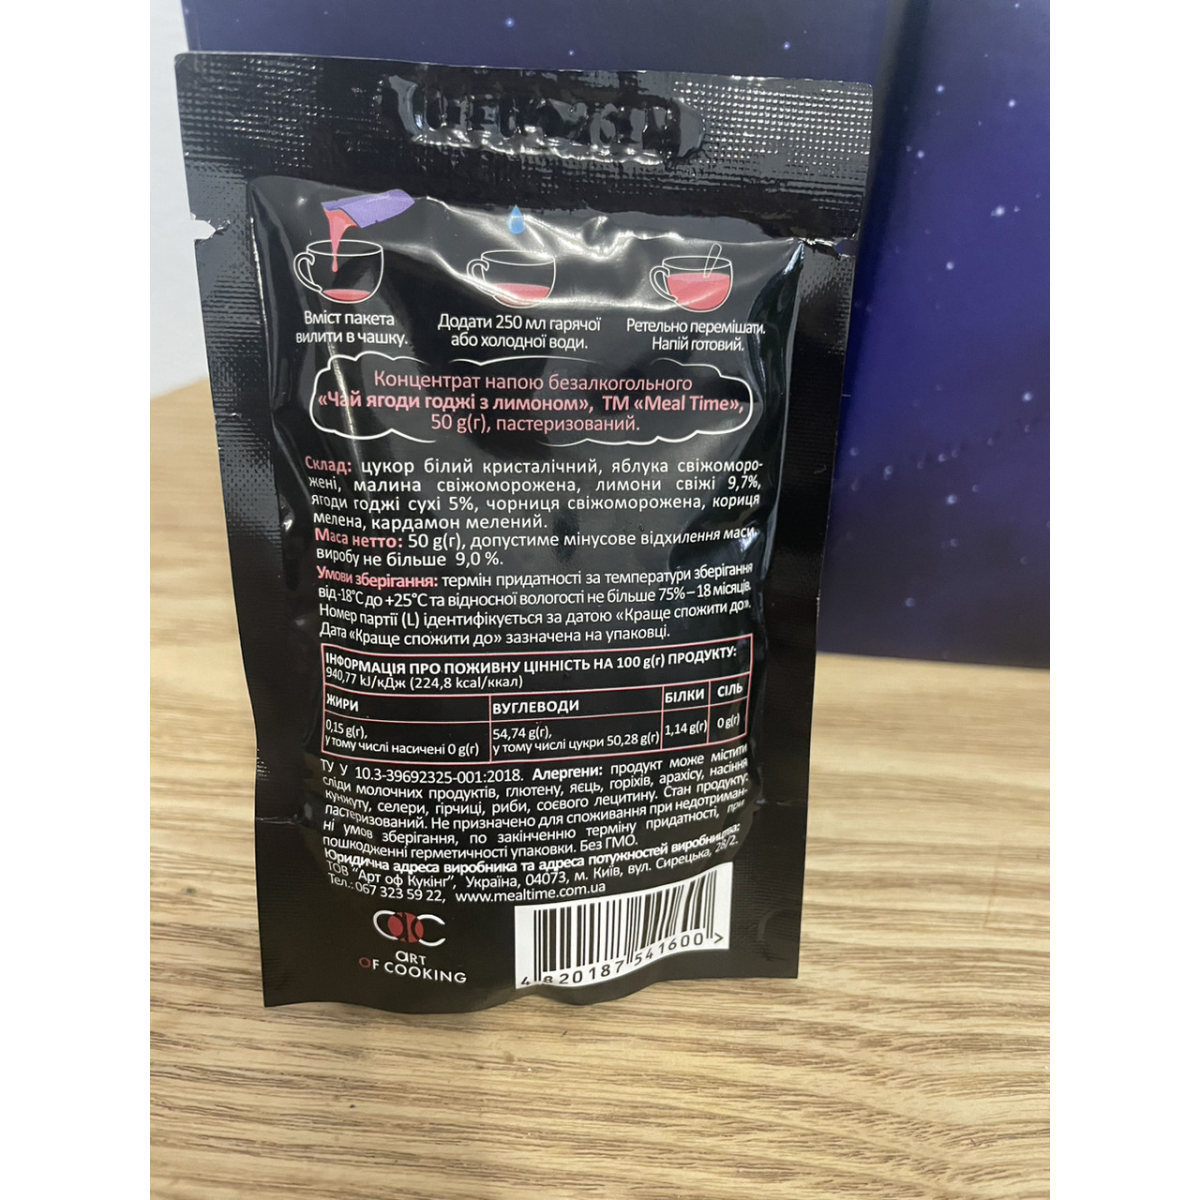 Вміст пакета
вилити в чашку.
Додати 250 мл гарячої
або холодної води.
Ретельно перемішати.
Напій готовий.
Концентрат напою безалкогольного
«Чай ягоди годжі з лимоном», ТМ «Meal Time»,
50 g(г), пастеризований.
Склад: цукор білий кристалічний, яблука свіжоморо-
жені, малина свіжоморожена, лимони свіжі 9,7%,
ягоди годжі сухі 5%, чорниця свіжоморожена, кориця
мелена, кардамон мелений.
Маса нетто: 50 g(г), допустиме мінусове відхилення маси
виробу не більше 9,0 %.
Умови зберігання: термін придатності за температури зберігання
від -18°С до +25°С та відносної вологості не більше 75% – 18 місяців.
Номер партії (L) ідентифікується за датою «Краще спожити до».
Дата «Краще спожити до» зазначена на упаковці.
ІНФОРМАЦІЯ ПРО ПОЖИВНУ ЦІННІСТЬ НА 100 g(г) ПРОДУКТУ:
940,77 kJ/кДж (224,8 kcal/ккал)
ЖИРИ ВУГЛЕВОДИ БІЛКИ СІЛЬ
0,15 g(г), 54,74 g(г), 1,14 g(г) 0 g(г)
у тому числі насичені 0 g(г) у тому числі цукри 50,28 g(г)
ТУ У 10.3-39692325-001:2018. Алергени: продукт може містити
сліди молочних продуктів, глютену, яєць, горіхів, арахісу, насіння
кунжуту, селери, гірчиці, риби, соєвого лецитину. Стан продукту:
пастеризований. Не призначено для споживання при недотриман-
ні умов зберігання, по закінченню терміну придатності, при
пошкодженні герметичності упаковки. Без ГМО.
Юридична адреса виробника та адреса потужностей виробництва:
ТОВ "Арт оф Кукінг", Україна, 04073, м. Київ, вул. Сирецька, 28/2.
Тел.: 067 323 59 22, www.mealtime.com.ua
ART
OF COOKING
4 820187 541600 >